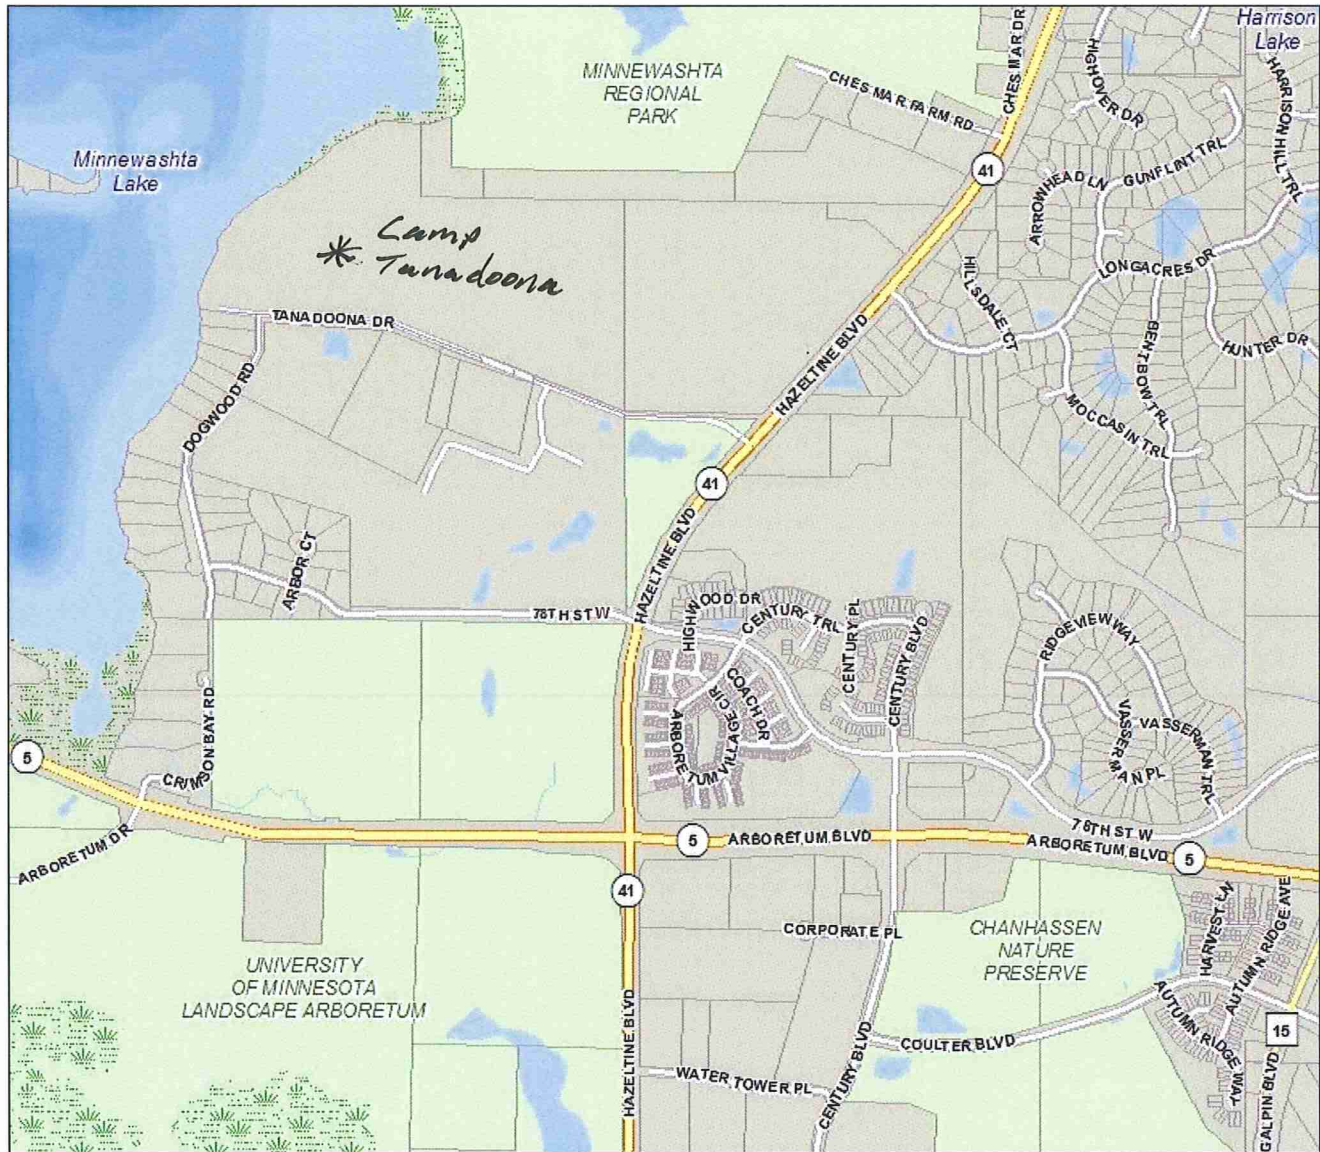 Harrison
Lake
MINNEWASHTA
REGIONAL
PARK
CHES MAR DR
HIGHOVER DR
HARRISON HILL TRL
CHES MAR FARM RD
Minnewashta
Lake
41
ARROWHEAD LN
GUNFLINT TRL
Camp
Tanadoona
HILLSDALE CT
LONGACRES DR
TANADOONA DR
HAZELTINE BLVD
BENT BOW TRL
HUNTER DR
DOGWOOD RD
MOCCASIN TRL
41
HAZELTINE BLVD
ARBOR CT
78TH ST W
HIGHWOOD DR
CENTURY TRL
CENTURY PL
CENTURY BLVD
RIDGEVIEW WAY
COACH DR
ARBORETUM VILLAGE CIR
VASSERMAN PL
VASSERMAN TRL
CRIMSON BAY RD
5
ARBORETUM DR
78TH ST W
5
ARBORETUM BLVD
ARBORETUM BLVD
5
41
HARVEST LN
AUTUMN RIDGE AVE
CORPORATE PL
CHANHASSEN
NATURE
PRESERVE
UNIVERSITY
OF MINNESOTA
LANDSCAPE ARBORETUM
HAZELTINE BLVD
AUTUMN RIDGE WAY
15
COULTER BLVD
WATER TOWER PL
CENTURY BLVD
GALPIN BLVD